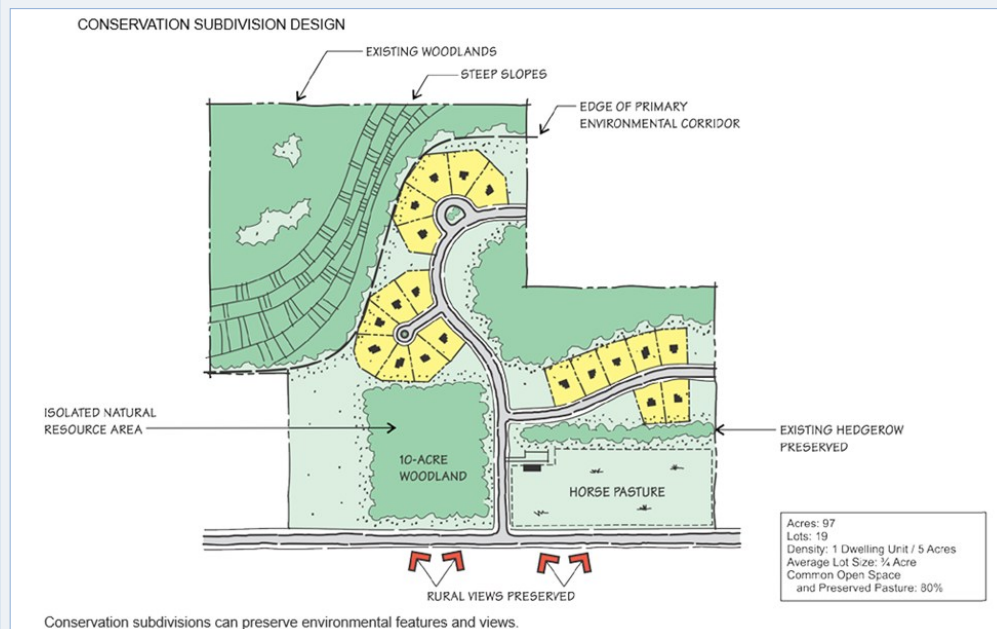 CONSERVATION SUBDIVISION DESIGN
EXISTING WOODLANDS
STEEP SLOPES
EDGE OF PRIMARY
ENVIRONMENTAL CORRIDOR
ISOLATED NATURAL
RESOURCE AREA
10-ACRE
WOODLAND
EXISTING HEDGEROW
PRESERVED
HORSE PASTURE
RURAL VIEWS PRESERVED
Acres: 97
Lots: 19
Density: 1 Dwelling Unit / 5 Acres
Average Lot Size: ¾ Acre
Common Open Space
and Preserved Pasture: 80%
Conservation subdivisions can preserve environmental features and views.